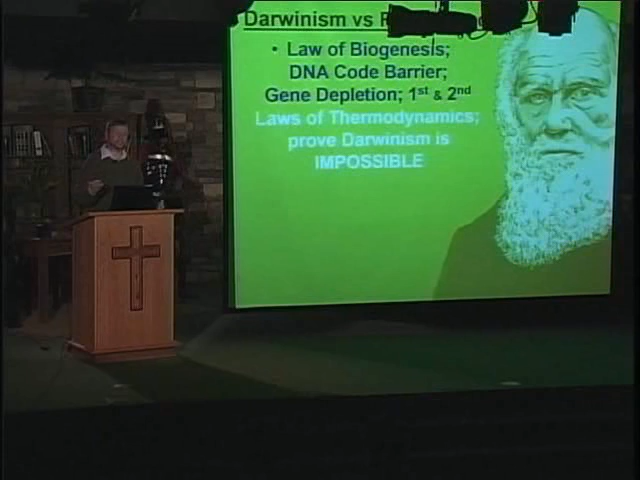 Darwinism vs
• Law of Biogenesis;
DNA Code Barrier;
Gene Depletion; 1st & 2nd
Laws of Thermodynamics;
prove Darwinism is
IMPOSSIBLE